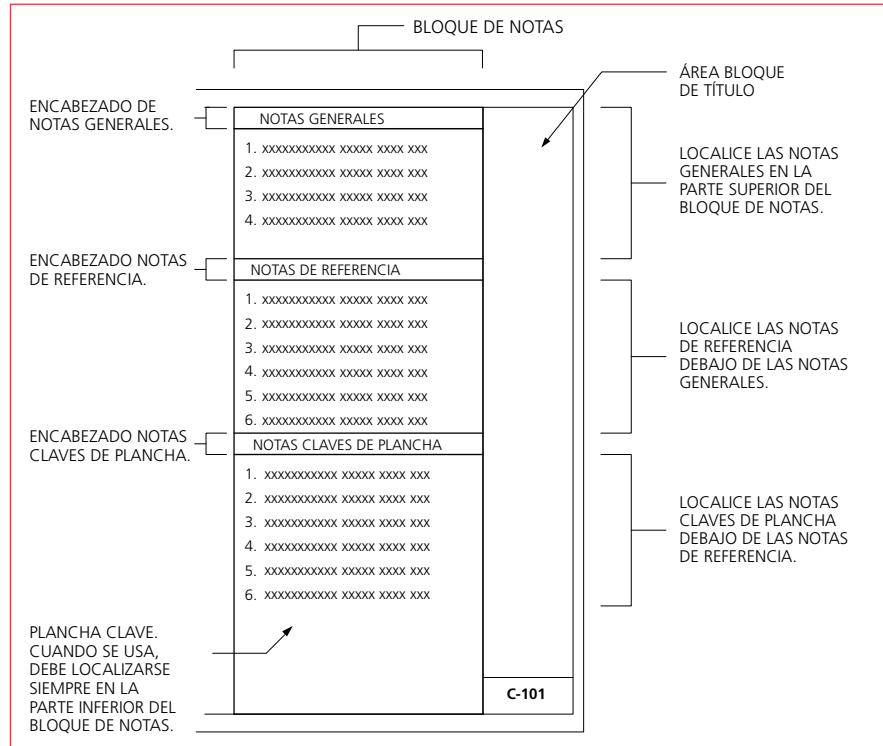 BLOQUE DE NOTAS
ÁREA BLOQUE
DE TÍTULO
ENCABEZADO DE
NOTAS GENERALES.
NOTAS GENERALES
1. xxxxxxxxxxx xxxxx xxxx xxx
2. xxxxxxxxxxx xxxxx xxxx xxx
3. xxxxxxxxxxx xxxxx xxxx xxx
4. xxxxxxxxxxx xxxxx xxxx xxx
LOCALICE LAS NOTAS
GENERALES EN LA
PARTE SUPERIOR DEL
BLOQUE DE NOTAS.
ENCABEZADO NOTAS
DE REFERENCIA.
NOTAS DE REFERENCIA
1. xxxxxxxxxxx xxxxx xxxx xxx
2. xxxxxxxxxxx xxxxx xxxx xxx
3. xxxxxxxxxxx xxxxx xxxx xxx
4. xxxxxxxxxxx xxxxx xxxx xxx
5. xxxxxxxxxxx xxxxx xxxx xxx
6. xxxxxxxxxxx xxxxx xxxx xxx
LOCALICE LAS NOTAS
DE REFERENCIA
DEBAJO DE LAS NOTAS
GENERALES.
ENCABEZADO NOTAS
CLAVES DE PLANCHA.
NOTAS CLAVES DE PLANCHA
1. xxxxxxxxxxx xxxxx xxxx xxx
2. xxxxxxxxxxx xxxxx xxxx xxx
3. xxxxxxxxxxx xxxxx xxxx xxx
4. xxxxxxxxxxx xxxxx xxxx xxx
5. xxxxxxxxxxx xxxxx xxxx xxx
6. xxxxxxxxxxx xxxxx xxxx xxx
LOCALICE LAS NOTAS
CLAVES DE PLANCHA
DEBAJO DE LAS NOTAS
DE REFERENCIA.
PLANCHA CLAVE.
CUANDO SE USA,
DEBE LOCALIZARSE
SIEMPRE EN LA
PARTE INFERIOR DEL
BLOQUE DE NOTAS.
C-101